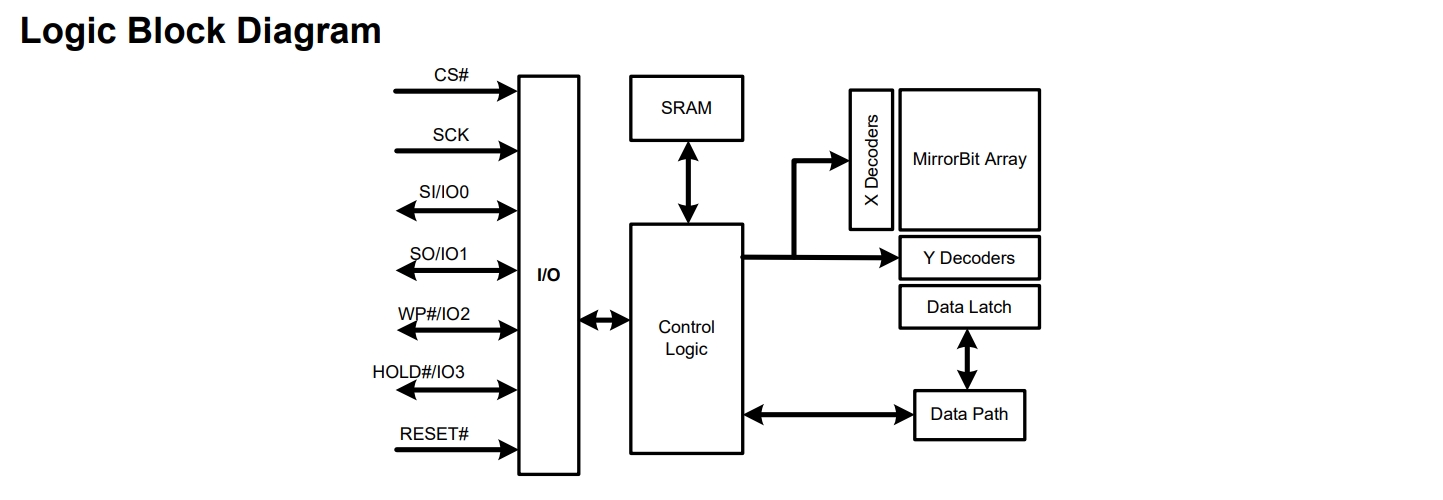 Logic Block Diagram
CS#
SCK
SI/IO0
SO/IO1
WP#/IO2
HOLD#/IO3
RESET#
I/O
SRAM
Control
Logic
X Decoders
MirrorBit Array
Y Decoders
Data Latch
Data Path